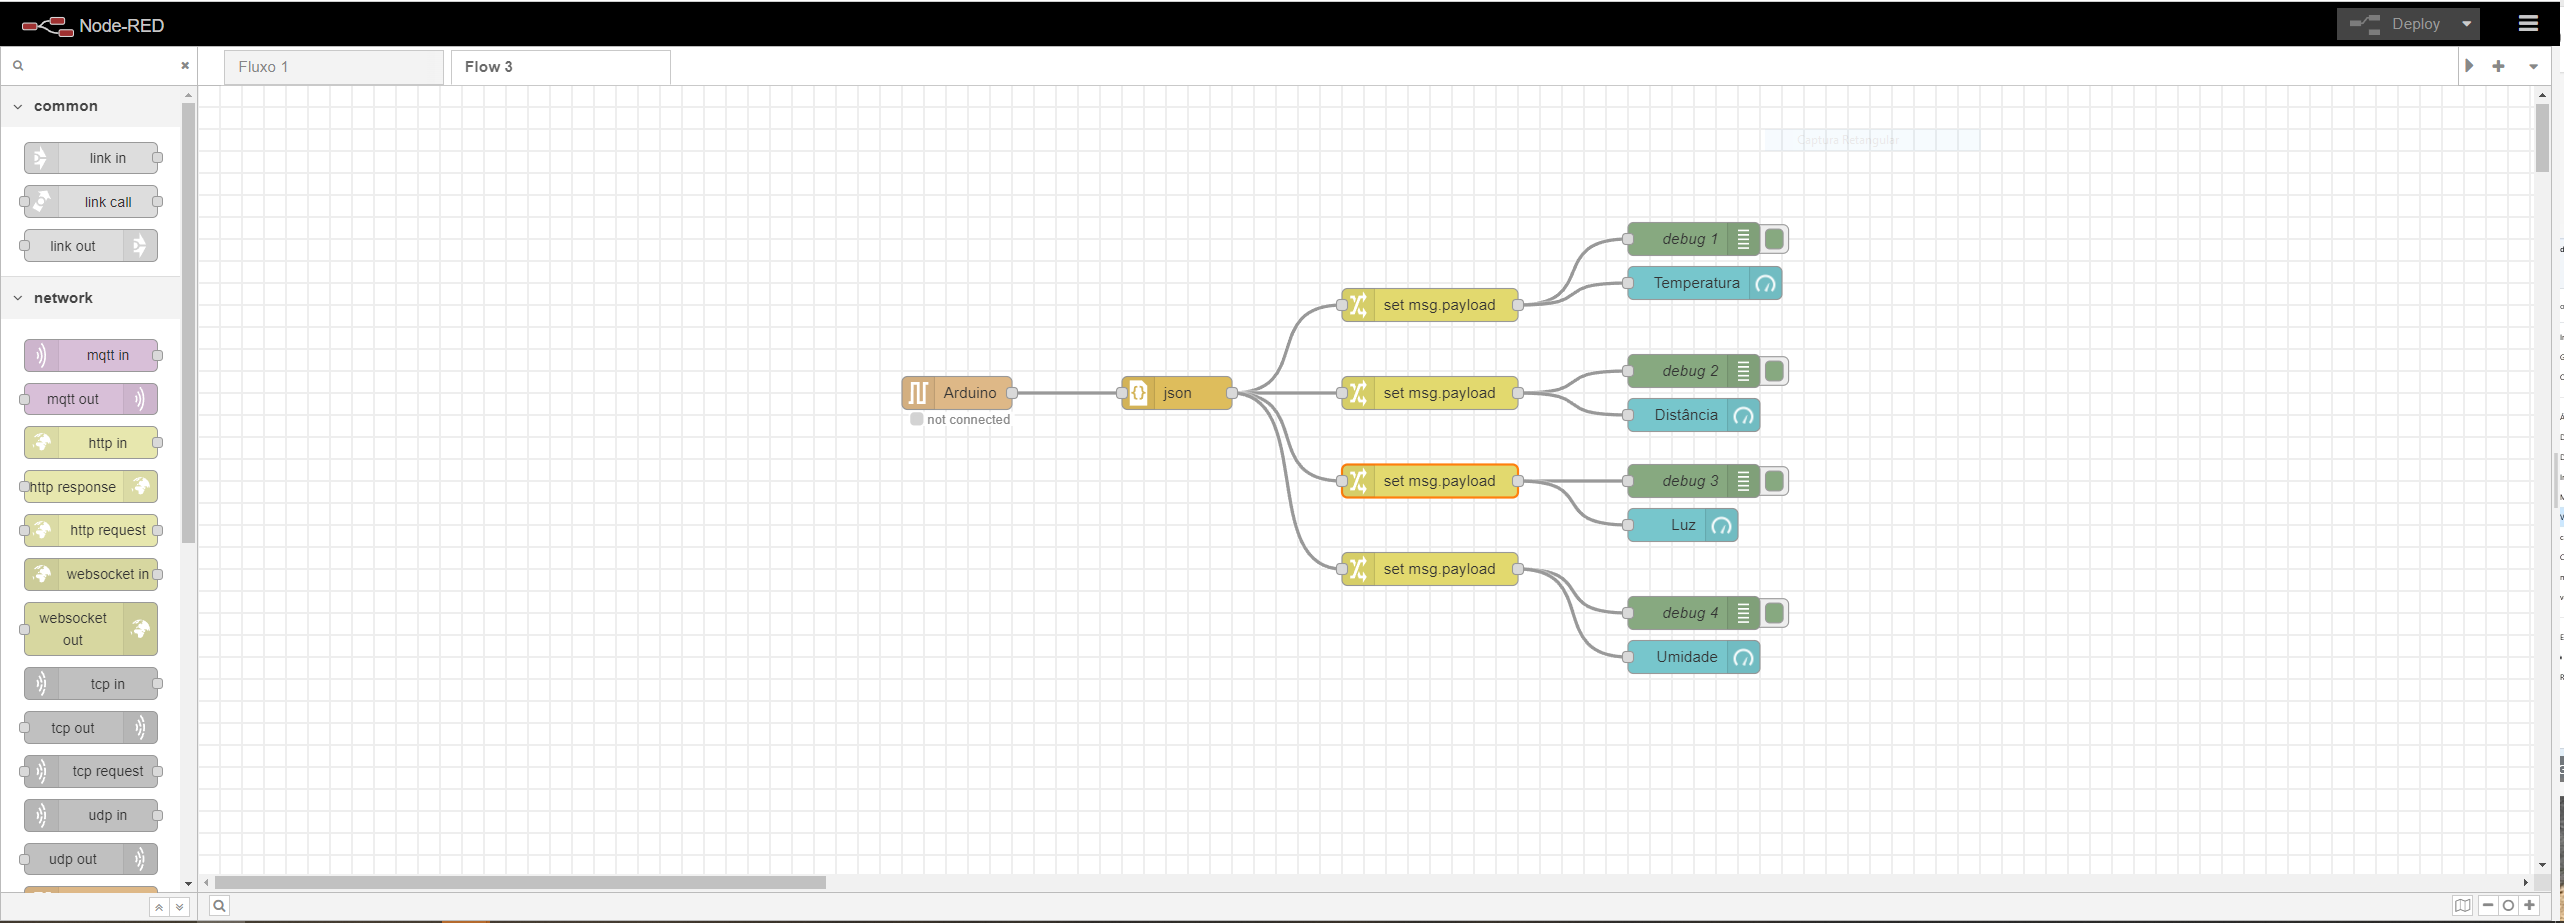 Node-RED
Deploy
Fluxo 1
Flow 3
common
link in
link call
link out
network
mqtt in
mqtt out
http in
http response
http request
websocket in
websocket
out
tcp in
tcp out
tcp request
udp in
udp out
Captura Retangular
Arduino
not connected
json
set msg.payload
set msg.payload
set msg.payload
set msg.payload
debug 1
Temperatura
debug 2
Distância
debug 3
Luz
debug 4
Umidade